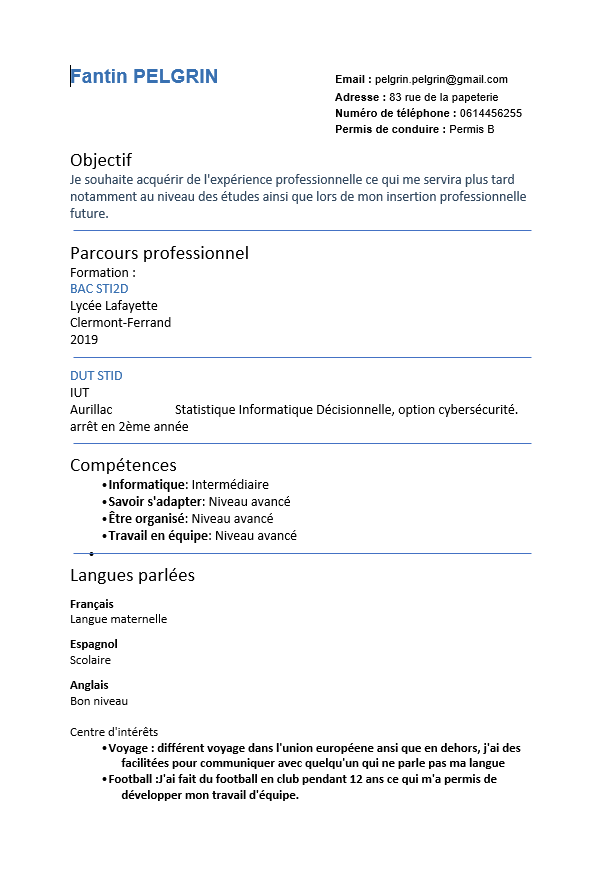 Fantin PELGRIN
Email : pelgrin.pelgrin@gmail.com
Adresse : 83 rue de la papeterie
Numéro de téléphone : 0614456255
Permis de conduire : Permis B
Objectif
Je souhaite acquérir de l'expérience professionnelle ce qui me servira plus tard
notamment au niveau des études ainsi que lors de mon insertion professionnelle
future.
Parcours professionnel
Formation :
BAC STI2D
Lycée Lafayette
Clermont-Ferrand
2019
DUT STID
IUT
Aurillac Statistique Informatique Décisionnelle, option cybersécurité.
arrêt en 2ème année
Compétences
•Informatique: Intermédiaire
•Savoir s'adapter: Niveau avancé
•Être organisé: Niveau avancé
•Travail en équipe: Niveau avancé
•
Langues parlées
Français
Langue maternelle
Espagnol
Scolaire
Anglais
Bon niveau
Centre d'intérêts
•Voyage : différent voyage dans l'union européene ansi que en dehors, j'ai des
facilitées pour communiquer avec quelqu'un qui ne parle pas ma langue
•Football :J'ai fait du football en club pendant 12 ans ce qui m'a permis de
développer mon travail d'équipe.